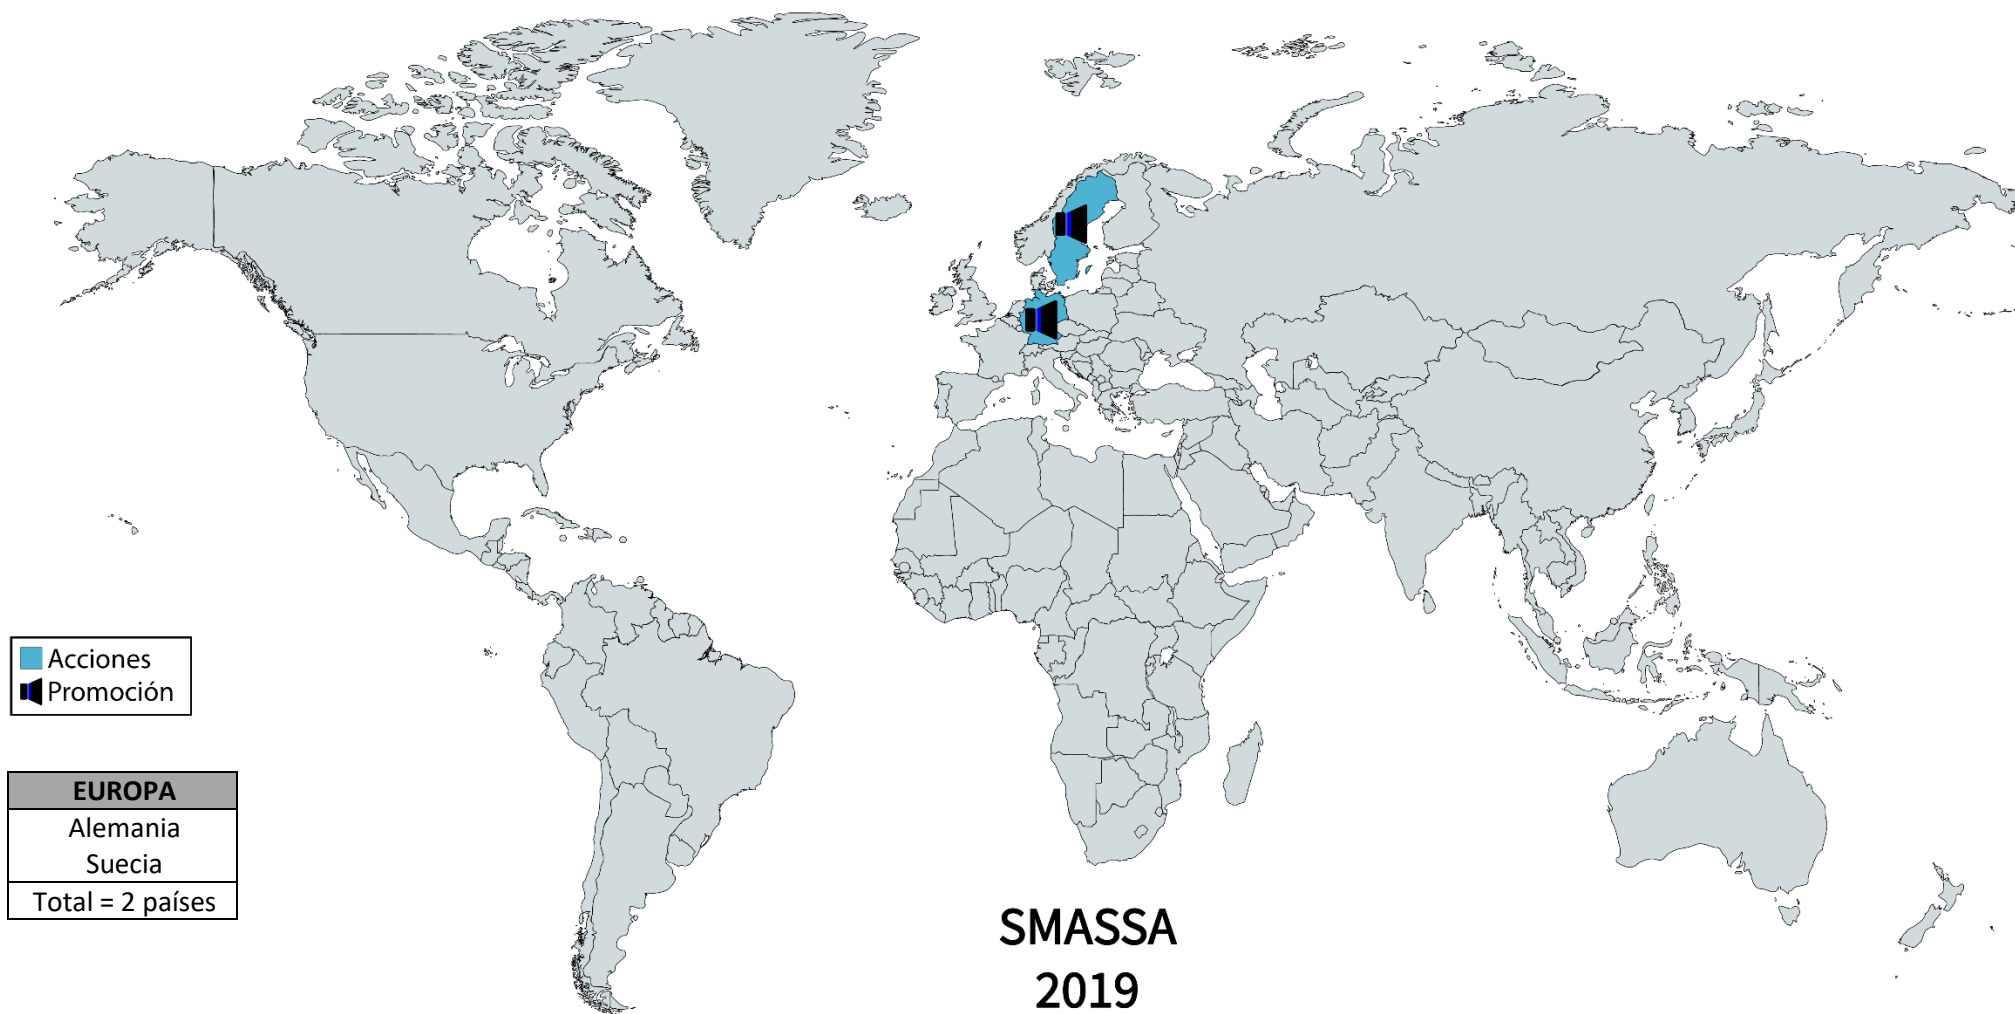 Acciones
Promoción
EUROPA
Alemania
Suecia
Total = 2 países
SMASSA
2019